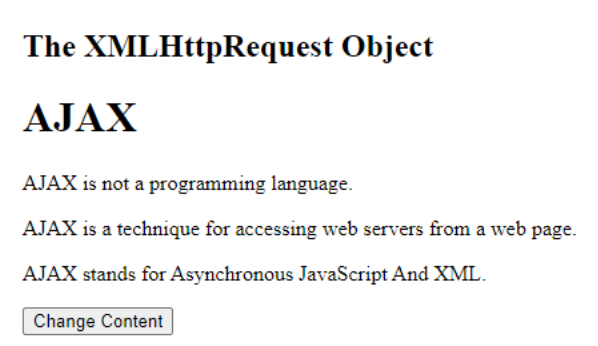 The XMLHttpRequest Object
AJAX
AJAX is not a programming language.
AJAX is a technique for accessing web servers from a web page.
AJAX stands for Asynchronous JavaScript And XML.
Change Content